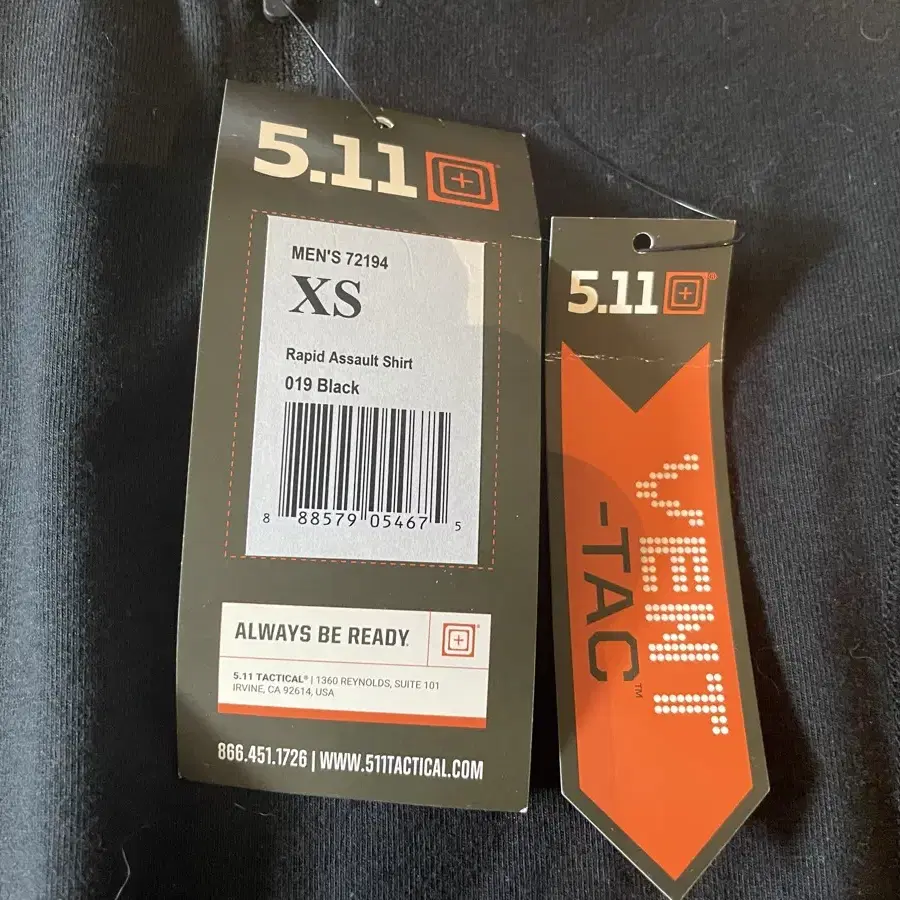 5.11®
MEN'S 72194
XS
Rapid Assault Shirt
019 Black
8 88579 05467 5
ALWAYS BE READY.
5.11 TACTICAL® | 1360 REYNOLDS, SUITE 101
IRVINE, CA 92614, USA
866.451.1726 | WWW.511TACTICAL.COM
5.11®
VENT
-TAC™